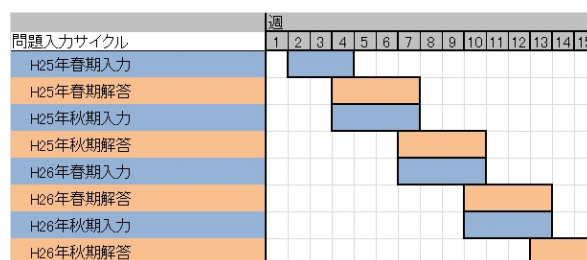 週
問題入力サイクル 1 2 3 4 5 6 7 8 9 10 11 12 13 14 15
H25年春期入力
H25年春期解答
H25年秋期入力
H25年秋期解答
H26年春期入力
H26年春期解答
H26年秋期入力
H26年秋期解答